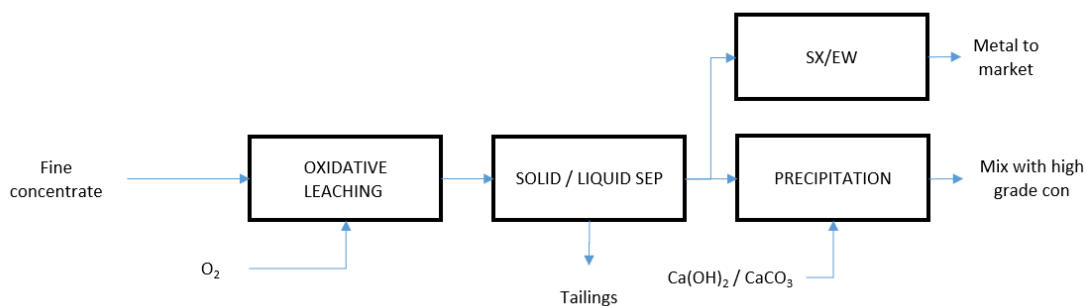 SX/EW
Metal to
market
Fine
concentrate
OXIDATIVE
LEACHING
SOLID / LIQUID SEP
PRECIPITATION
Mix with high
grade con
O₂
Ca(OH)₂ / CaCO₃
Tailings